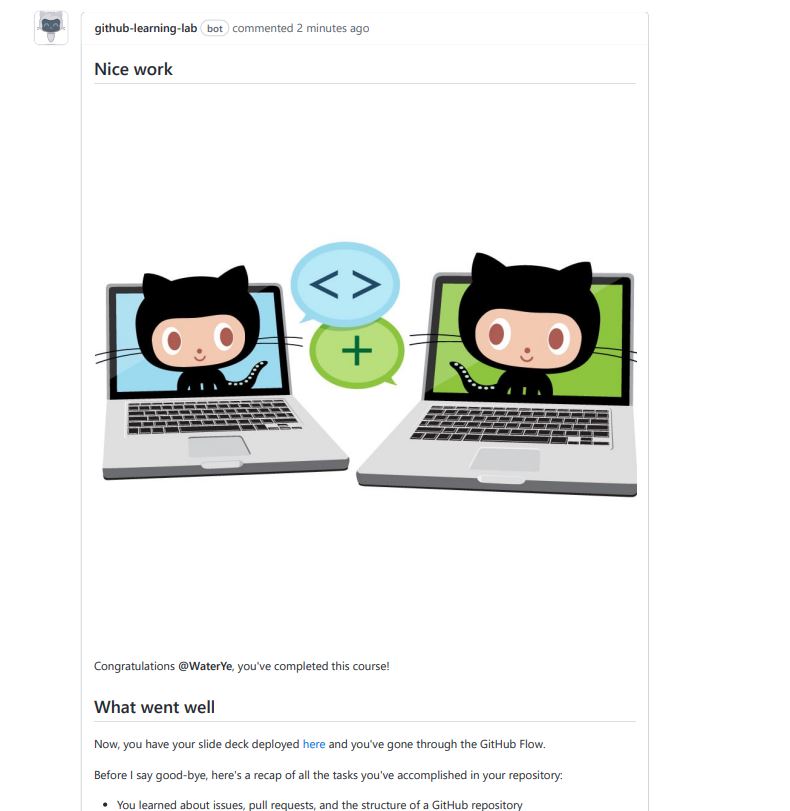 github-learning-lab bot commented 2 minutes ago
Nice work
< >
+
Congratulations @WaterYe, you've completed this course!
What went well
Now, you have your slide deck deployed here and you've gone through the GitHub Flow.
Before I say good-bye, here's a recap of all the tasks you've accomplished in your repository:
• You learned about issues, pull requests, and the structure of a GitHub repository